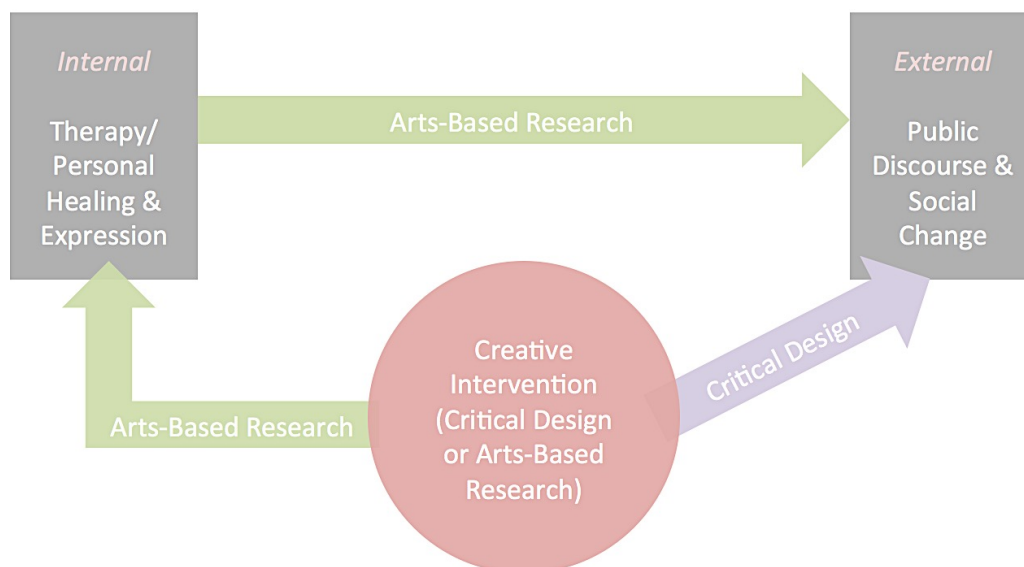 Internal
Therapy/
Personal
Healing &
Expression
Arts-Based Research
External
Public
Discourse &
Social
Change
Arts-Based Research
Creative
Intervention
(Critical Design
or Arts-Based
Research)
Critical Design